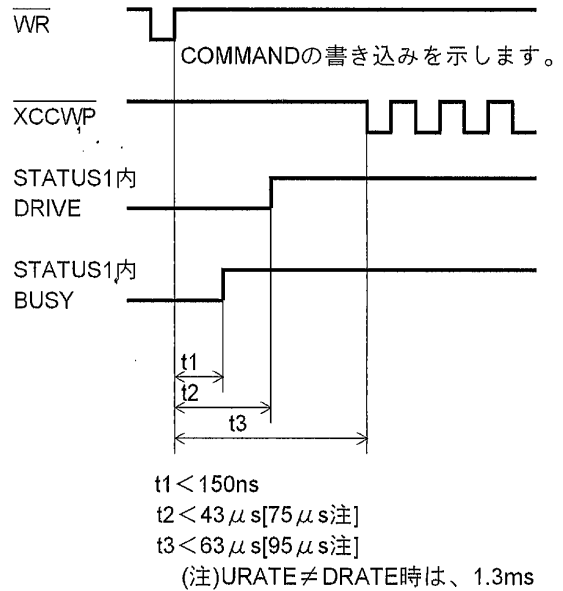 WR
COMMANDの書き込みを示します。
XCCWP
STATUS1内
DRIVE
STATUS1内
BUSY
t1
t2
t3
t1<150ns
t2<43μs[75μs注]
t3<63μs[95μs注]
(注)URATE≠DRATE時は、1.3ms